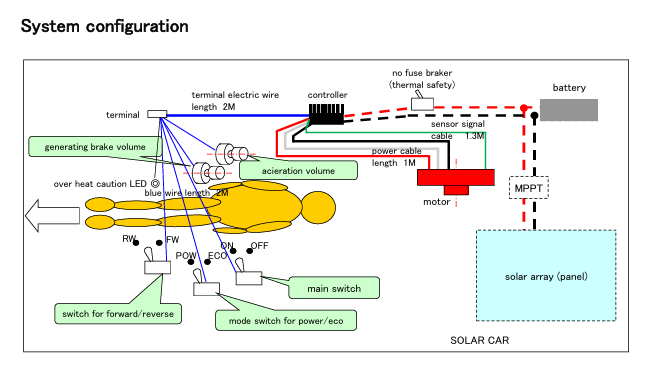 System configuration
no fuse braker
(thermal safety)
battery
terminal electric wire
length 2M
controller
terminal
sensor signal
cable 1.3M
generating brake volume
power cable
length 1M
acieration volume
over heat caution LED
blue wire length 2M
MPPT
motor
RW
FW
ON
OFF
POW
ECO
solar array (panel)
main switch
switch for forward/reverse
mode switch for power/eco
SOLAR CAR